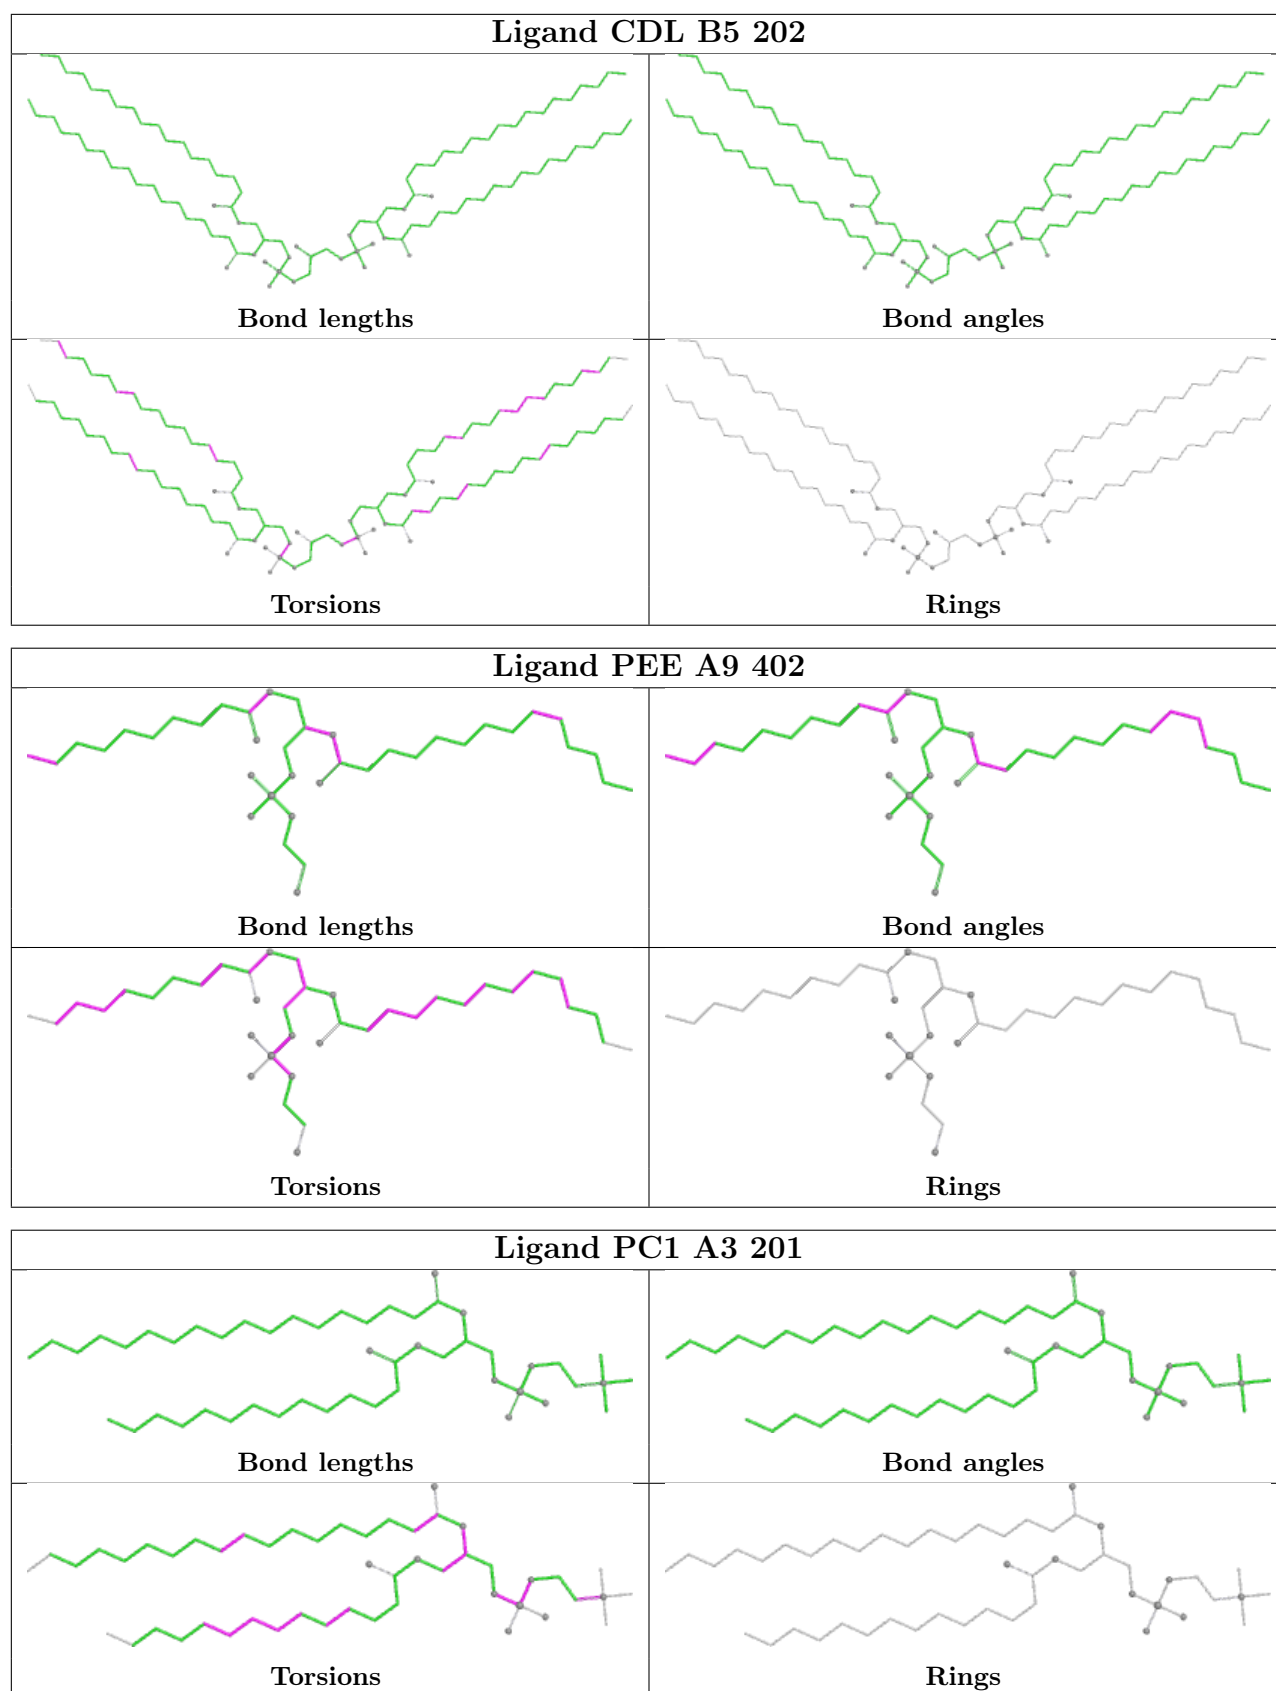 Ligand CDL B5 202
Bond lengths
Bond angles
Torsions
Rings
Ligand PEE A9 402
Bond lengths
Bond angles
Torsions
Rings
Ligand PC1 A3 201
Bond lengths
Bond angles
Torsions
Rings